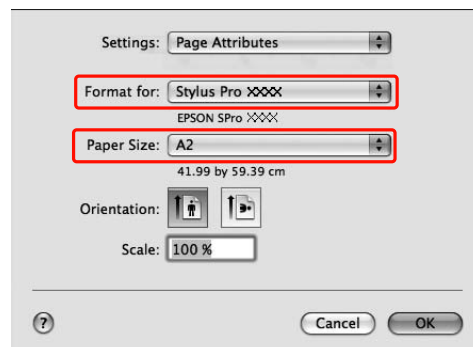 Settings: Page Attributes
Format for: Stylus Pro XXXX
EPSON SPro XXXX
Paper Size: A2
41.99 by 59.39 cm
Orientation:
Scale: 100 %
? Cancel OK